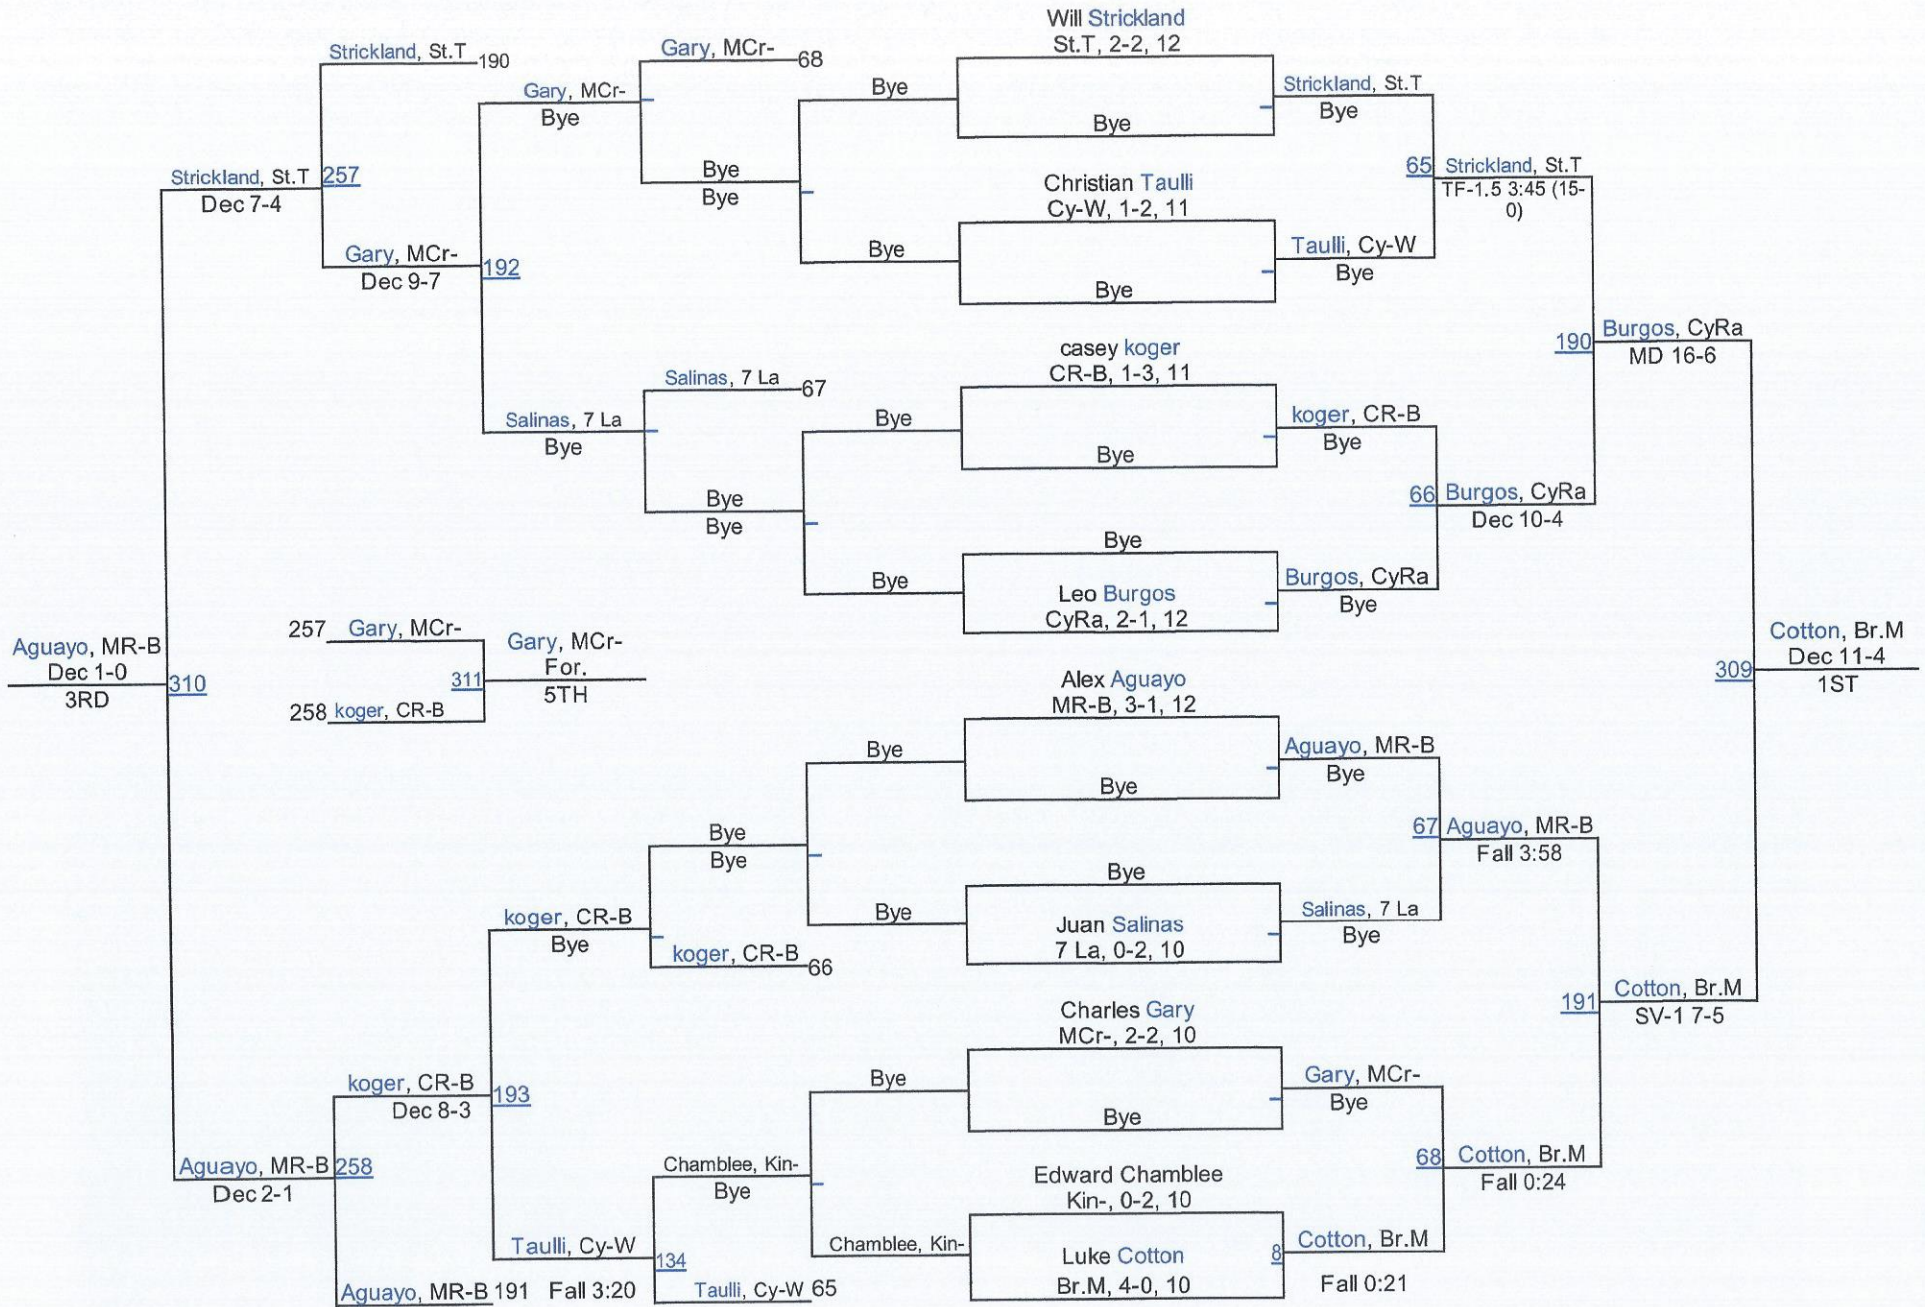 Will Strickland
St.T, 2-2, 12
Strickland, St.T
190
Gary, MCr-
68
Gary, MCr-
Bye
Bye
Bye
Strickland, St.T
Bye
Bye
Bye
Strickland, St.T
Dec 7-4
257
Christian Taulli
Cy-W, 1-2, 11
65
Strickland, St.T
TF-1.5 3:45 (15-
0)
Gary, MCr-
Dec 9-7
192
Bye
Bye
Taulli, Cy-W
Bye
casey koger
CR-B, 1-3, 11
190
Burgos, CyRa
MD 16-6
Salinas, 7 La
67
Salinas, 7 La
Bye
Bye
Bye
koger, CR-B
Bye
Bye
Bye
66
Burgos, CyRa
Dec 10-4
Bye
Bye
Leo Burgos
CyRa, 2-1, 12
Burgos, CyRa
Bye
Aguayo, MR-B
Dec 1-0
3RD
310
257
Gary, MCr-
258
koger, CR-B
311
Gary, MCr-
For.
5TH
Alex Aguayo
MR-B, 3-1, 12
309
Cotton, Br.M
Dec 11-4
1ST
Bye
Bye
Aguayo, MR-B
Bye
Bye
Bye
67
Aguayo, MR-B
Fall 3:58
Bye
Bye
koger, CR-B
Bye
Juan Salinas
7 La, 0-2, 10
Salinas, 7 La
Bye
koger, CR-B
66
Charles Gary
MCr-, 2-2, 10
191
Cotton, Br.M
SV-1 7-5
koger, CR-B
Dec 8-3
193
Bye
Bye
Gary, MCr-
Bye
Aguayo, MR-B
Dec 2-1
258
Chamblee, Kin-
Bye
Edward Chamblee
Kin-, 0-2, 10
68
Cotton, Br.M
Fall 0:24
Taulli, Cy-W
Fall 3:20
134
Chamblee, Kin-
Luke Cotton
Br.M, 4-0, 10
8
Cotton, Br.M
Fall 0:21
Aguayo, MR-B
191
Taulli, Cy-W
65